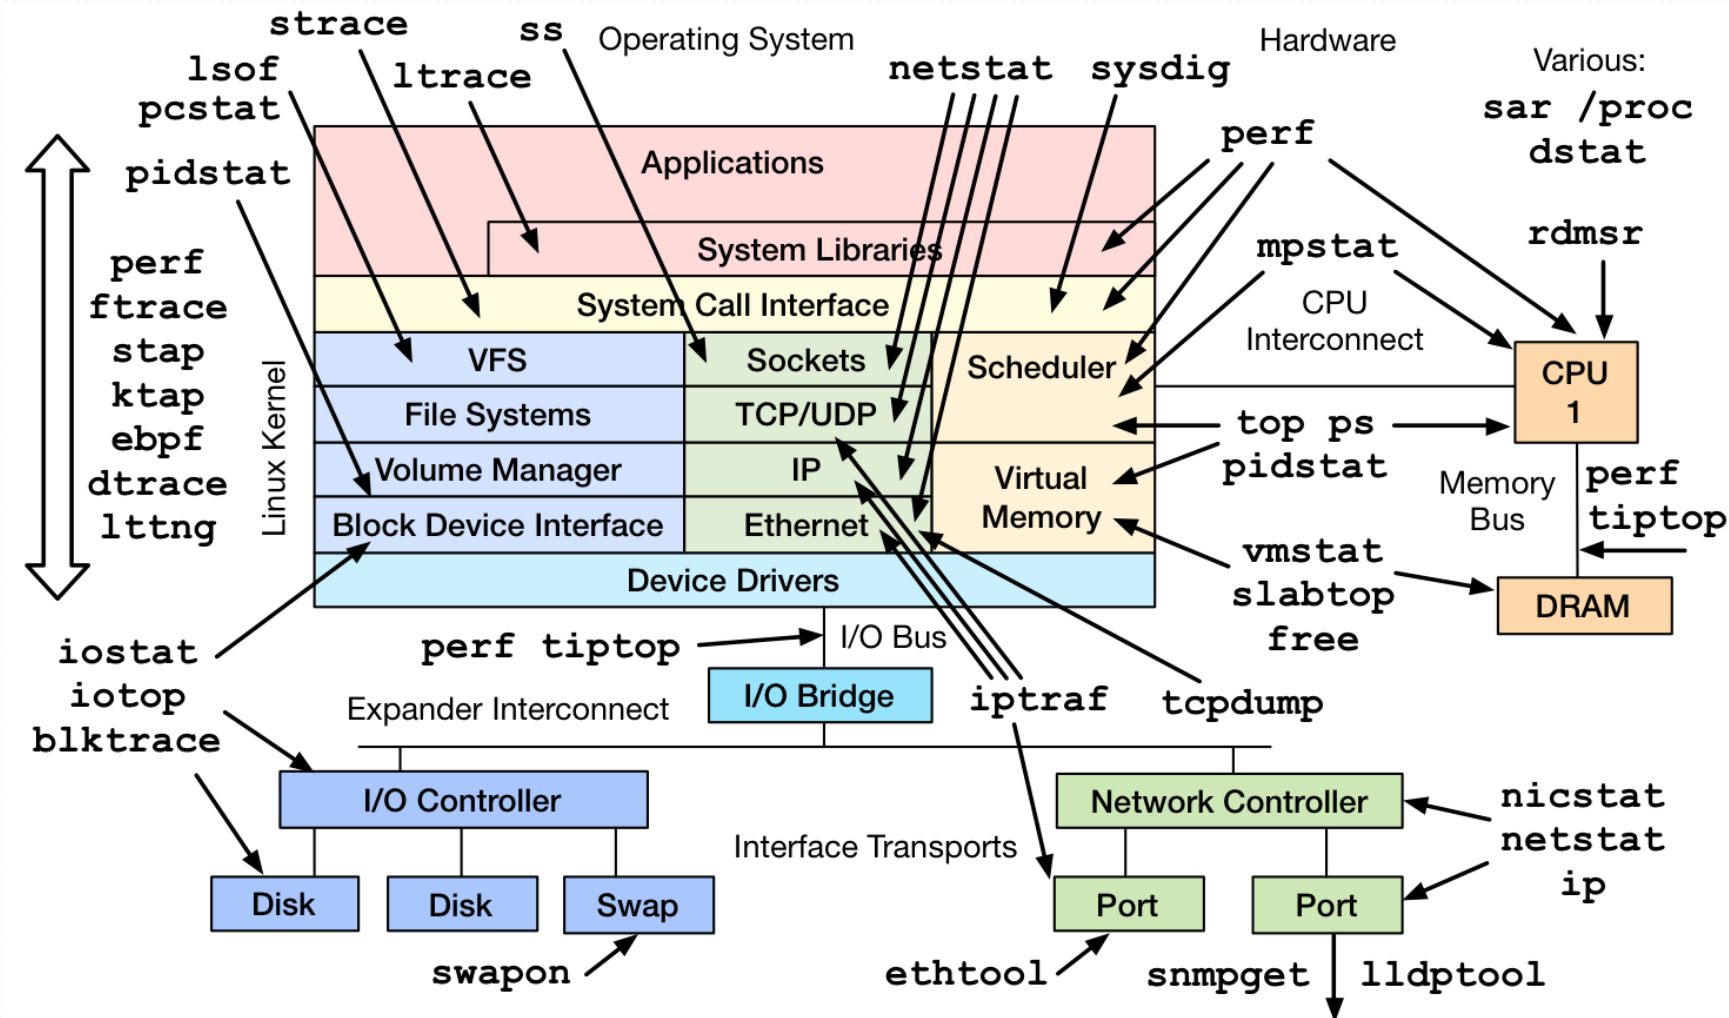 strace
ss
Operating System
Hardware
lsof
pcstat
ltrace
netstat
sysdig
Various:
sar /proc
dstat
perf
pidstat
Applications
System Libraries
mpstat
rdmsr
perf
ftrace
stap
ktap
ebpf
dtrace
lttng
Linux Kernel
System Call Interface
CPU
Interconnect
VFS
Sockets
Scheduler
CPU
1
File Systems
TCP/UDP
top ps
pidstat
Volume Manager
IP
Virtual
Memory
Memory
Bus
perf
tiptop
Block Device Interface
Ethernet
vmstat
slabtop
free
Device Drivers
DRAM
iostat
iotop
blktrace
perf tiptop
I/O Bus
I/O Bridge
iptraf
tcpdump
Expander Interconnect
I/O Controller
Network Controller
nicstat
netstat
ip
Interface Transports
Disk
Disk
Swap
Port
Port
swapon
ethtool
snmpget
lldptool